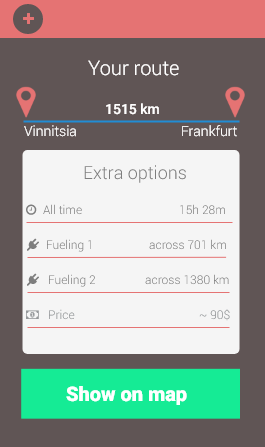 Your route
1515 km
Vinnitsia Frankfurt
Extra options
All time 15h 28m
Fueling 1 across 701 km
Fueling 2 across 1380 km
Price ~ 90$
Show on map